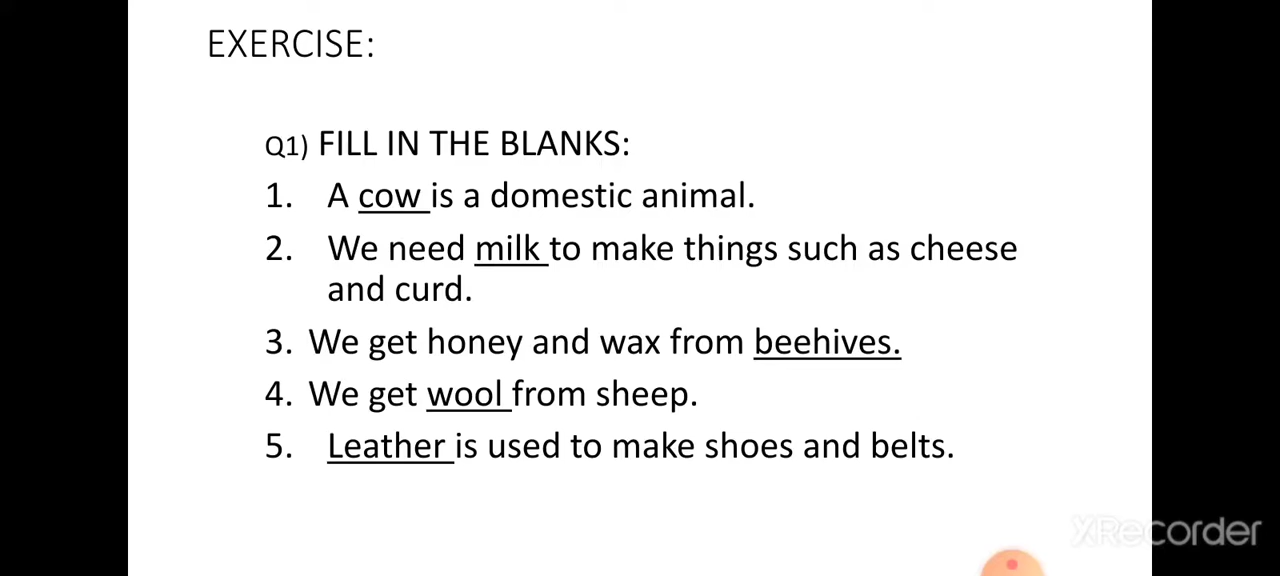 EXERCISE:
Q1) FILL IN THE BLANKS:
1. A cow is a domestic animal.
2. We need milk to make things such as cheese
and curd.
3. We get honey and wax from beehives.
4. We get wool from sheep.
5. Leather is used to make shoes and belts.
XRecorder